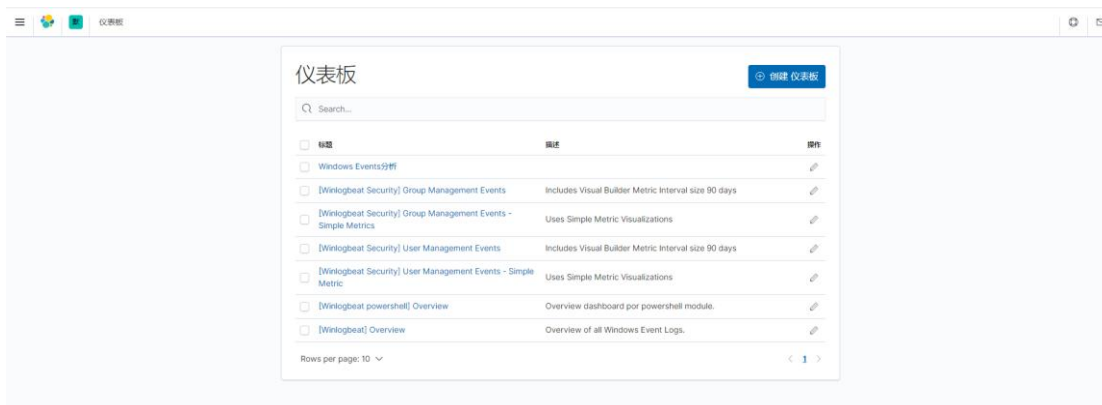 默 仪表板
仪表板
创建 仪表板
Search...
标题 描述 操作
Windows Events分析
[Winlogbeat Security] Group Management Events Includes Visual Builder Metric Interval size 90 days
[Winlogbeat Security] Group Management Events -
Simple Metrics
Uses Simple Metric Visualizations
[Winlogbeat Security] User Management Events Includes Visual Builder Metric Interval size 90 days
[Winlogbeat Security] User Management Events - Simple
Metric
Uses Simple Metric Visualizations
[Winlogbeat powershell] Overview Overview dashboard por powershell module.
[Winlogbeat] Overview Overview of all Windows Event Logs.
Rows per page: 10
1